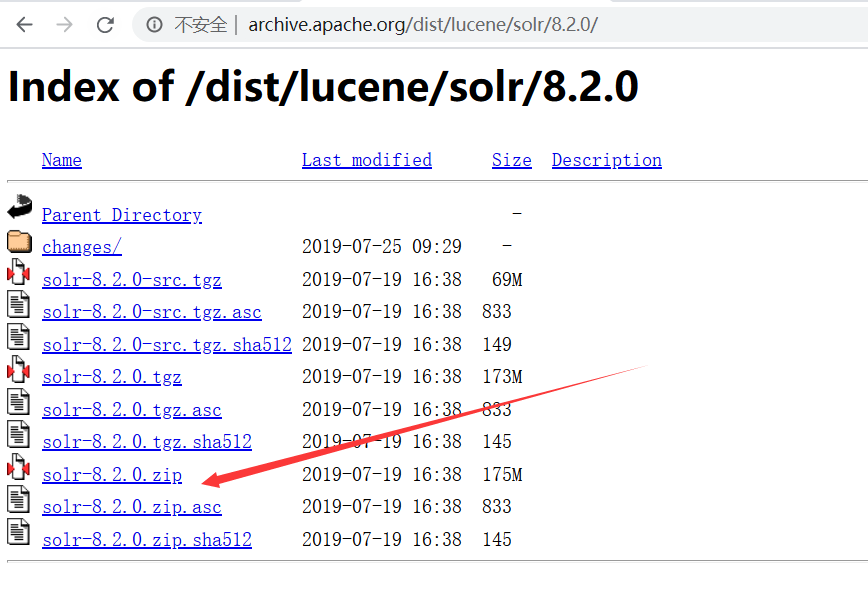 不安全 | archive.apache.org/dist/lucene/solr/8.2.0/
Index of /dist/lucene/solr/8.2.0
Name Last modified Size Description
Parent Directory -
changes/ 2019-07-25 09:29 -
solr-8.2.0-src.tgz 2019-07-19 16:38 69M
solr-8.2.0-src.tgz.asc 2019-07-19 16:38 833
solr-8.2.0-src.tgz.sha512 2019-07-19 16:38 149
solr-8.2.0.tgz 2019-07-19 16:38 173M
solr-8.2.0.tgz.asc 2019-07-19 16:38 833
solr-8.2.0.tgz.sha512 2019-07-19 16:38 145
solr-8.2.0.zip 2019-07-19 16:38 175M
solr-8.2.0.zip.asc 2019-07-19 16:38 833
solr-8.2.0.zip.sha512 2019-07-19 16:38 145